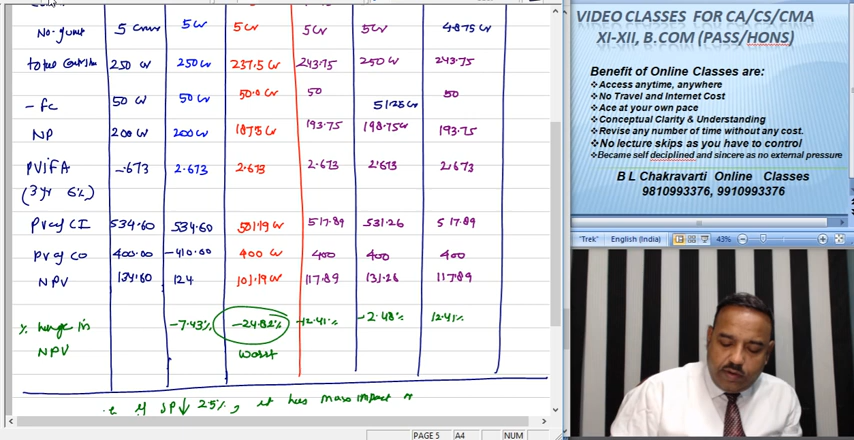 No. of unit 5 Crore 5 Cr 5 Cr 5 Cr 5 Cr 4.875 Cr
250 Cr 250 Cr 237.5 Cr 243.75 250 Cr 243.75
- FC 50 Cr 50 Cr 50.0 Cr 50 51.25 Cr 50
NP 200 Cr 200 Cr 187.5 Cr 193.75 198.75 Cr 193.75
PVIFA 2.673 2.673 2.673 2.673 2.673
(3 yr 6%)
PV of CI 534.60 534.60 501.19 Cr 517.89 531.26 517.89
PV of CO 400.00 -410.60 400 Cr 400 400 400
NPV 134.60 124 101.19 Cr 117.89 131.26 117.89
% hange in -7.43% -24.82% -12.41% -2.48% 12.41%
NPV worst
i.e if SP↓ 2.5%, it has mass impact
PAGE 5 A4 NUM
VIDEO CLASSES FOR CA/CS/CMA
XI-XII, B.COM (PASS/HONS)
Benefit of Online Classes are:
❖Access anytime, anywhere
❖No Travel and Internet Cost
❖Ace at your own pace
❖Conceptual Clarity & Understanding
❖Revise any number of time without any cost.
❖No lecture skips as you have to control
❖Became self deciplined and sincere as no external pressure
B L Chakravarti Online Classes
9810993376, 9910993376
"Trek" English (India) 43%